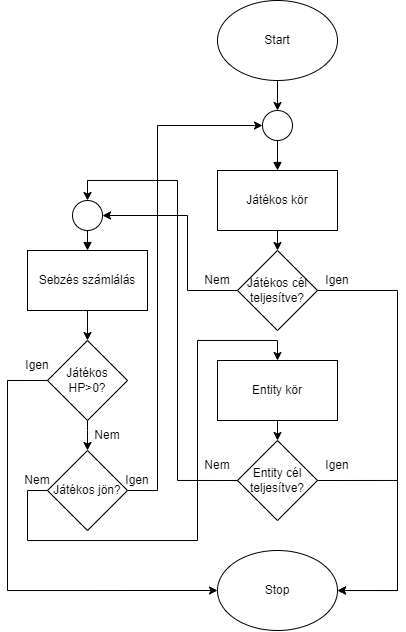 Start
Játékos kör
Sebzés számlálás
Nem
Játékos cél
teljesítve?
Igen
Igen
Játékos
HP>0?
Entity kör
Nem
Nem
Játékos jön?
Igen
Nem
Entity cél
teljesítve?
Igen
Stop